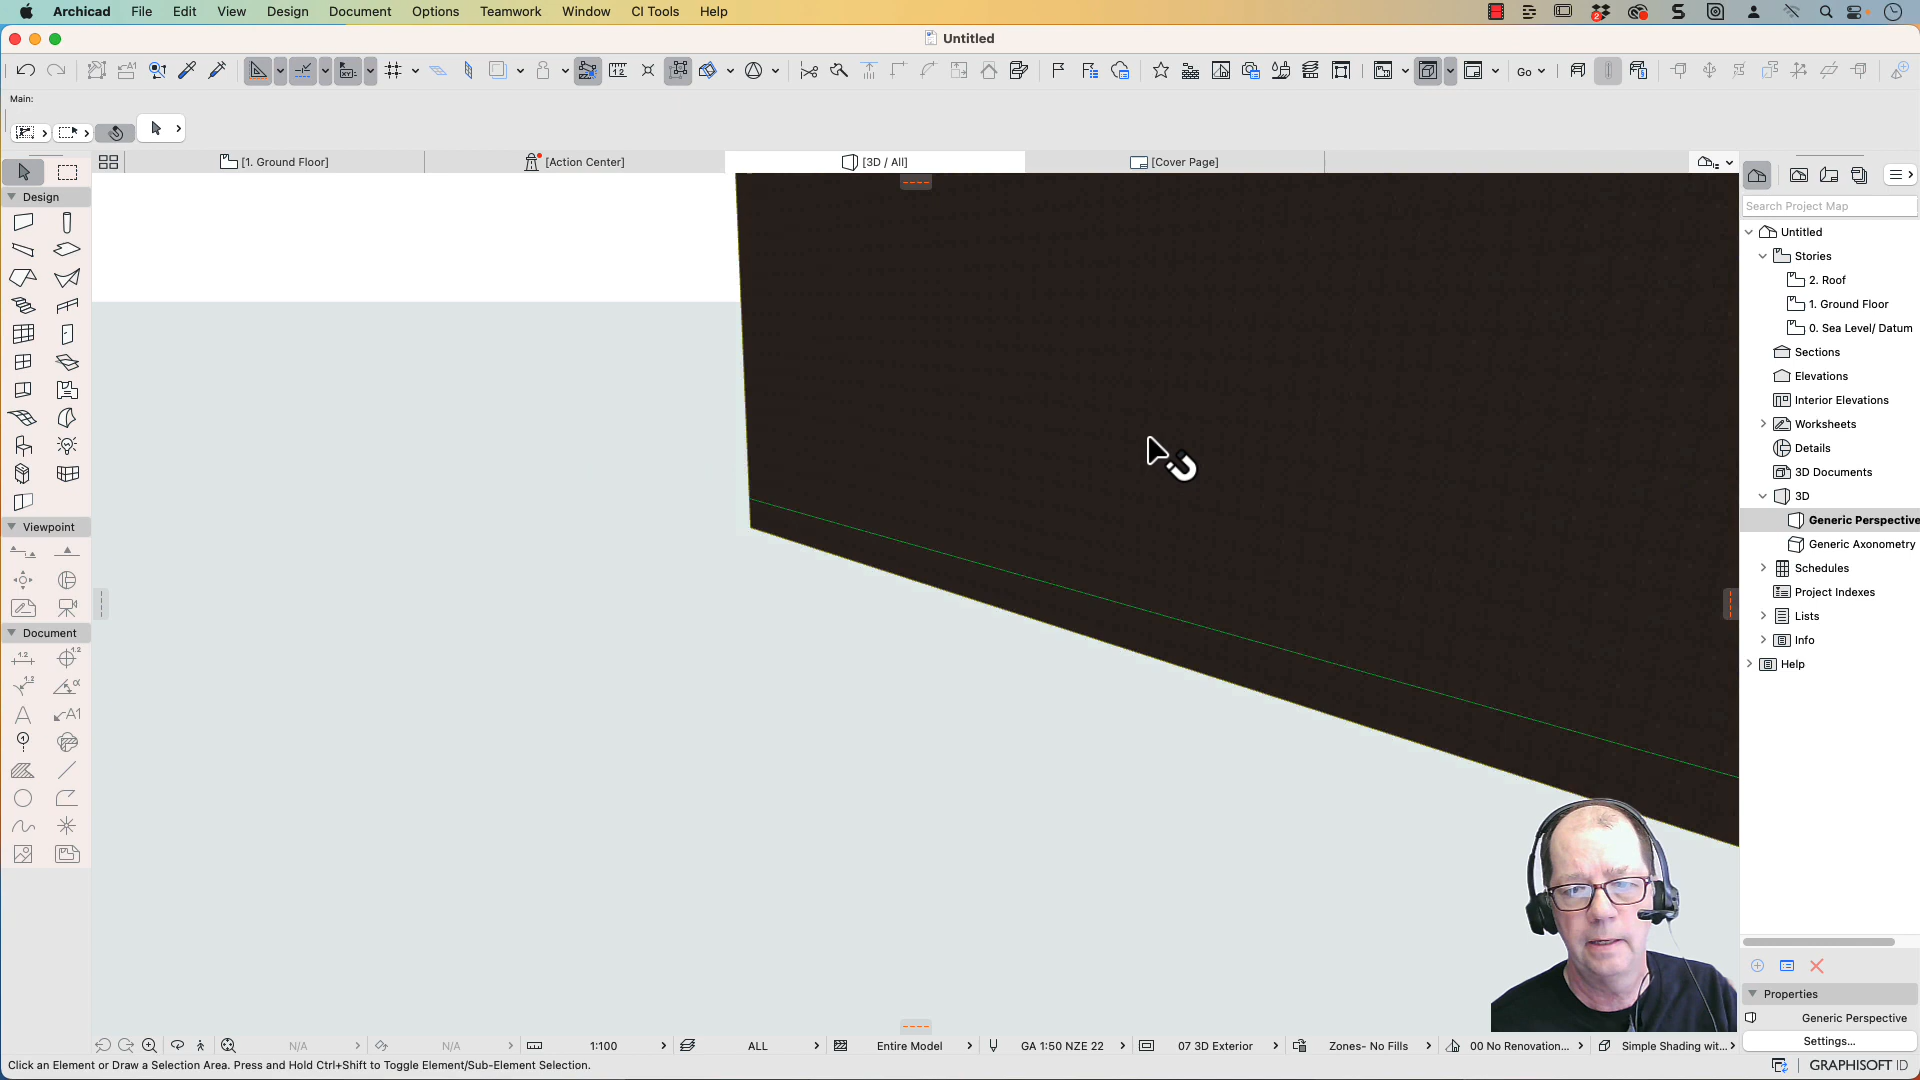 Archicad File Edit View Design Document Options Teamwork Window CI Tools Help
Untitled
Go
Main:
[1. Ground Floor] [Action Center] [3D / All] [Cover Page]
Design
Viewpoint
Document
Search Project Map
Untitled
Stories
2. Roof
1. Ground Floor
0. Sea Level/ Datum
Sections
Elevations
Interior Elevations
Worksheets
Details
3D Documents
3D
Generic Perspective
Generic Axonometry
Schedules
Project Indexes
Lists
Info
Help
Properties
Generic Perspective
Settings...
N/A N/A 1:100 ALL Entire Model GA 1:50 NZE 22 07 3D Exterior Zones- No Fills 00 No Renovation... Simple Shading wit...
Click an Element or Draw a Selection Area. Press and Hold Ctrl+Shift to Toggle Element/Sub-Element Selection.
GRAPHISOFT ID